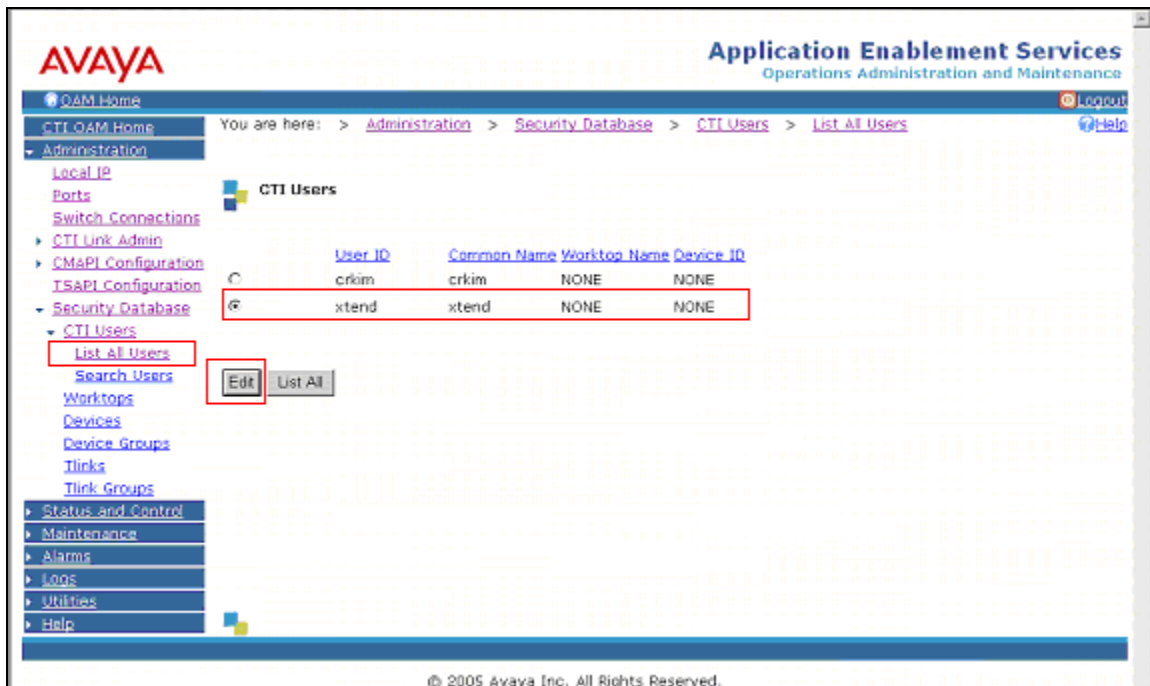 AVAYA
Application Enablement Services
Operations Administration and Maintenance
OAM Home
Logout
CTI OAM Home
You are here: > Administration > Security Database > CTI Users > List All Users
Help
Administration
Local IP
Ports
Switch Connections
CTI Link Admin
CMAPI Configuration
TSAPI Configuration
Security Database
CTI Users
List All Users
Search Users
Worktops
Devices
Device Groups
Tlinks
Tlink Groups
Status and Control
Maintenance
Alarms
Logs
Utilities
Help
CTI Users
User ID Common Name Worktop Name Device ID
crkim crkim NONE NONE
xtend xtend NONE NONE
Edit List All
© 2005 Avaya Inc. All Rights Reserved.